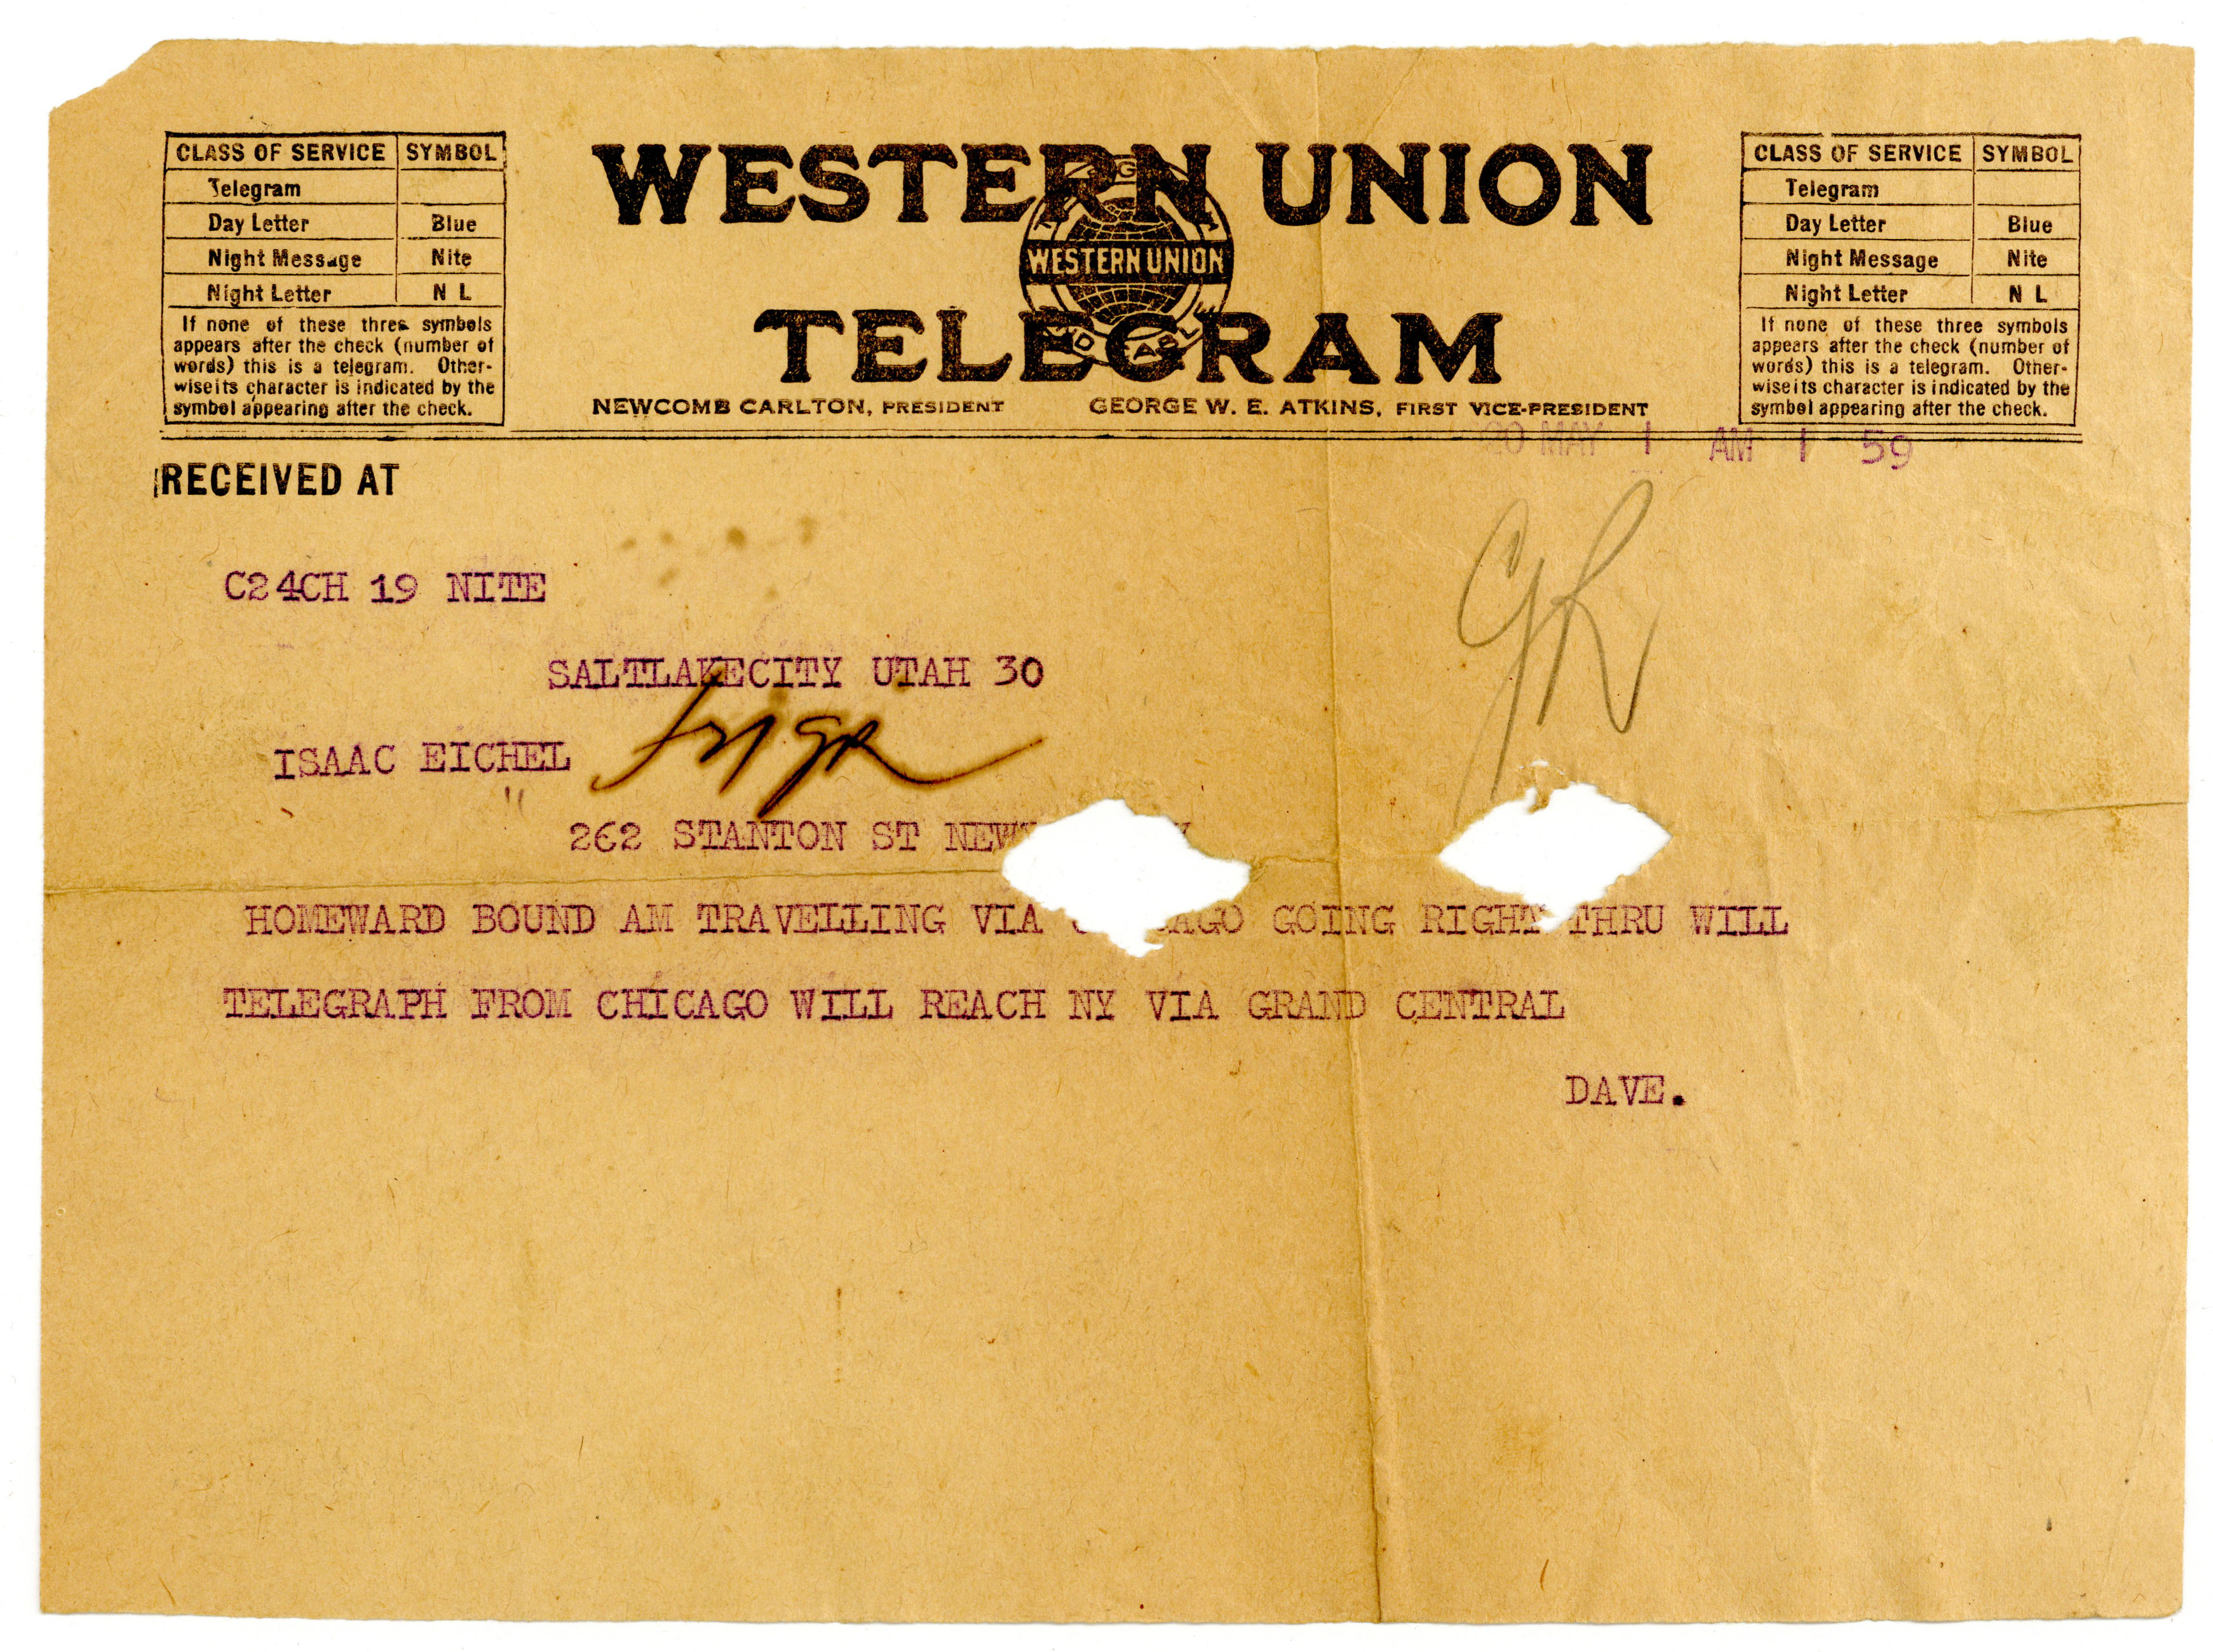 CLASS OF SERVICE SYMBOL
Telegram
Day Letter Blue
Night Message Nite
Night Letter N L
If none of these three symbols
appears after the check (number of
words) this is a telegram. Other-
wise its character is indicated by the
symbol appearing after the check.
WESTERN UNION
WESTERN UNION
TELEGRAM
NEWCOMB CARLTON, PRESIDENT GEORGE W. E. ATKINS, FIRST VICE-PRESIDENT
CLASS OF SERVICE SYMBOL
Telegram
Day Letter Blue
Night Message Nite
Night Letter N L
If none of these three symbols
appears after the check (number of
words) this is a telegram. Other-
wise its character is indicated by the
symbol appearing after the check.
20 MAY 1 AM 1 59
RECEIVED AT
C24CH 19 NITE
SALTLAKECITY UTAH 30
ISAAC EICHEL
262 STANTON ST NEW
HOMEWARD BOUND AM TRAVELLING VIA GOING RIGHT THRU WILL
TELEGRAPH FROM CHICAGO WILL REACH NY VIA GRAND CENTRAL
DAVE.